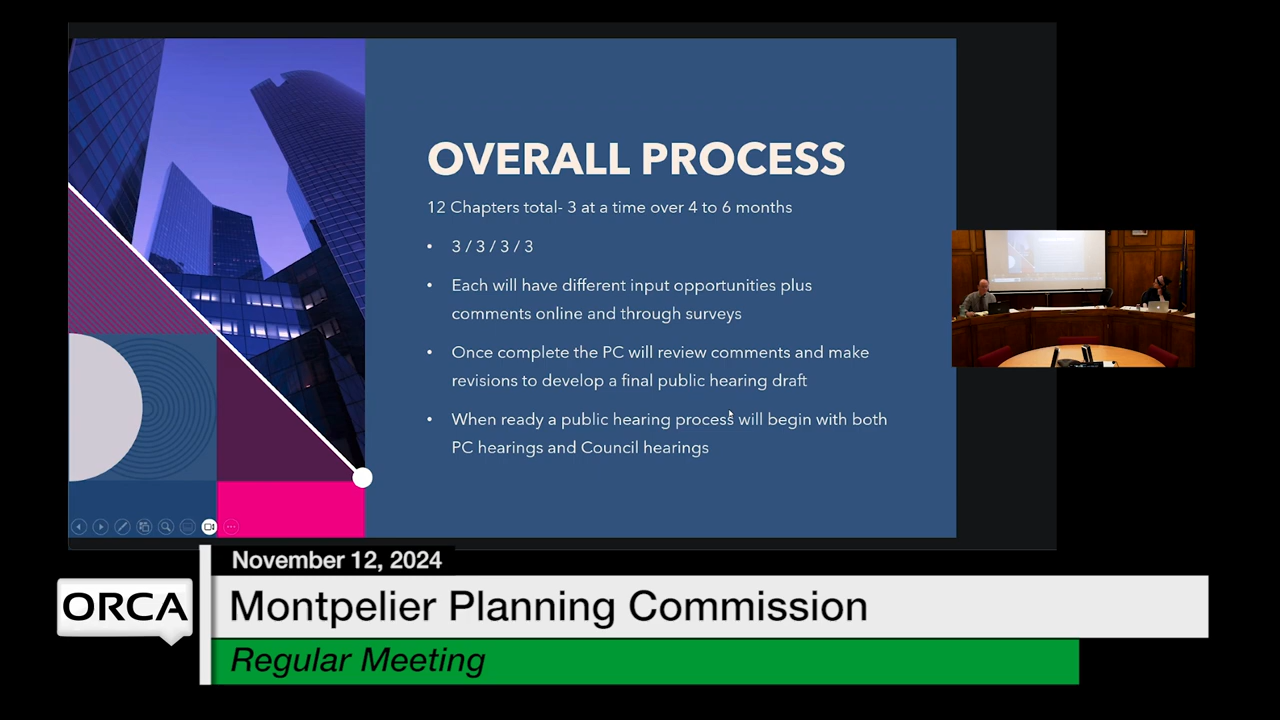 OVERALL PROCESS
12 Chapters total- 3 at a time over 4 to 6 months
• 3 / 3 / 3 / 3
• Each will have different input opportunities plus
comments online and through surveys
• Once complete the PC will review comments and make
revisions to develop a final public hearing draft
• When ready a public hearing process will begin with both
PC hearings and Council hearings
November 12, 2024
ORCA
Montpelier Planning Commission
Regular Meeting